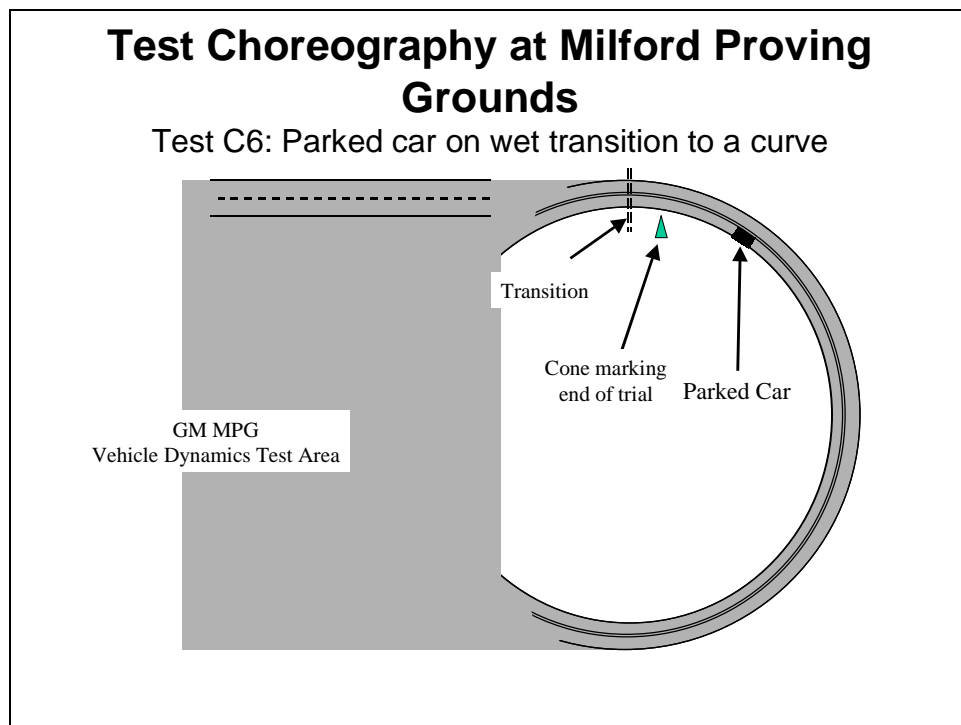 Test Choreography at Milford Proving
Grounds
Test C6: Parked car on wet transition to a curve
Transition
Cone marking
end of trial
Parked Car
GM MPG
Vehicle Dynamics Test Area